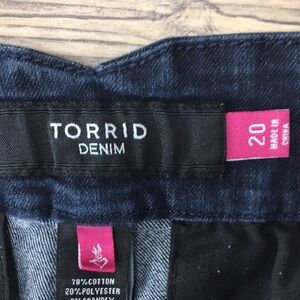 TORRID
DENIM
20
MADE IN
CHINA
78% COTTON
20% POLYESTER